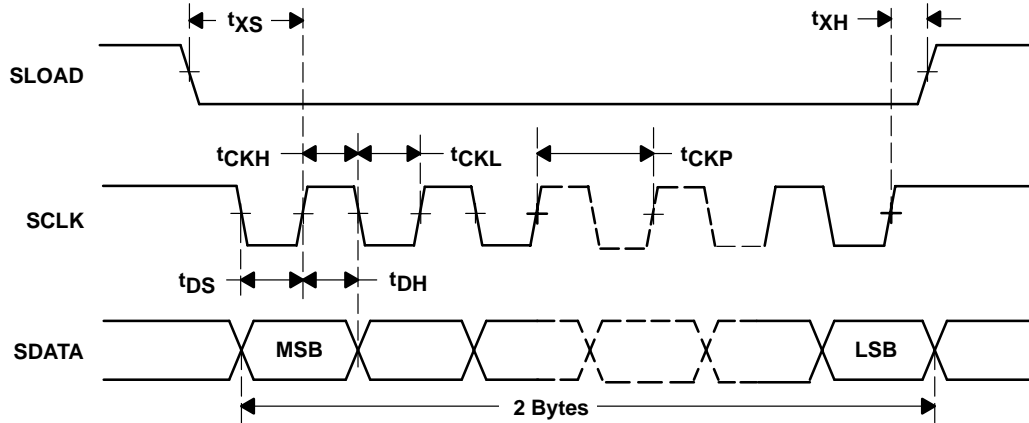 tXS
tXH
SLOAD
tCKH
tCKL
tCKP
SCLK
tDS
tDH
SDATA
MSB
LSB
2 Bytes